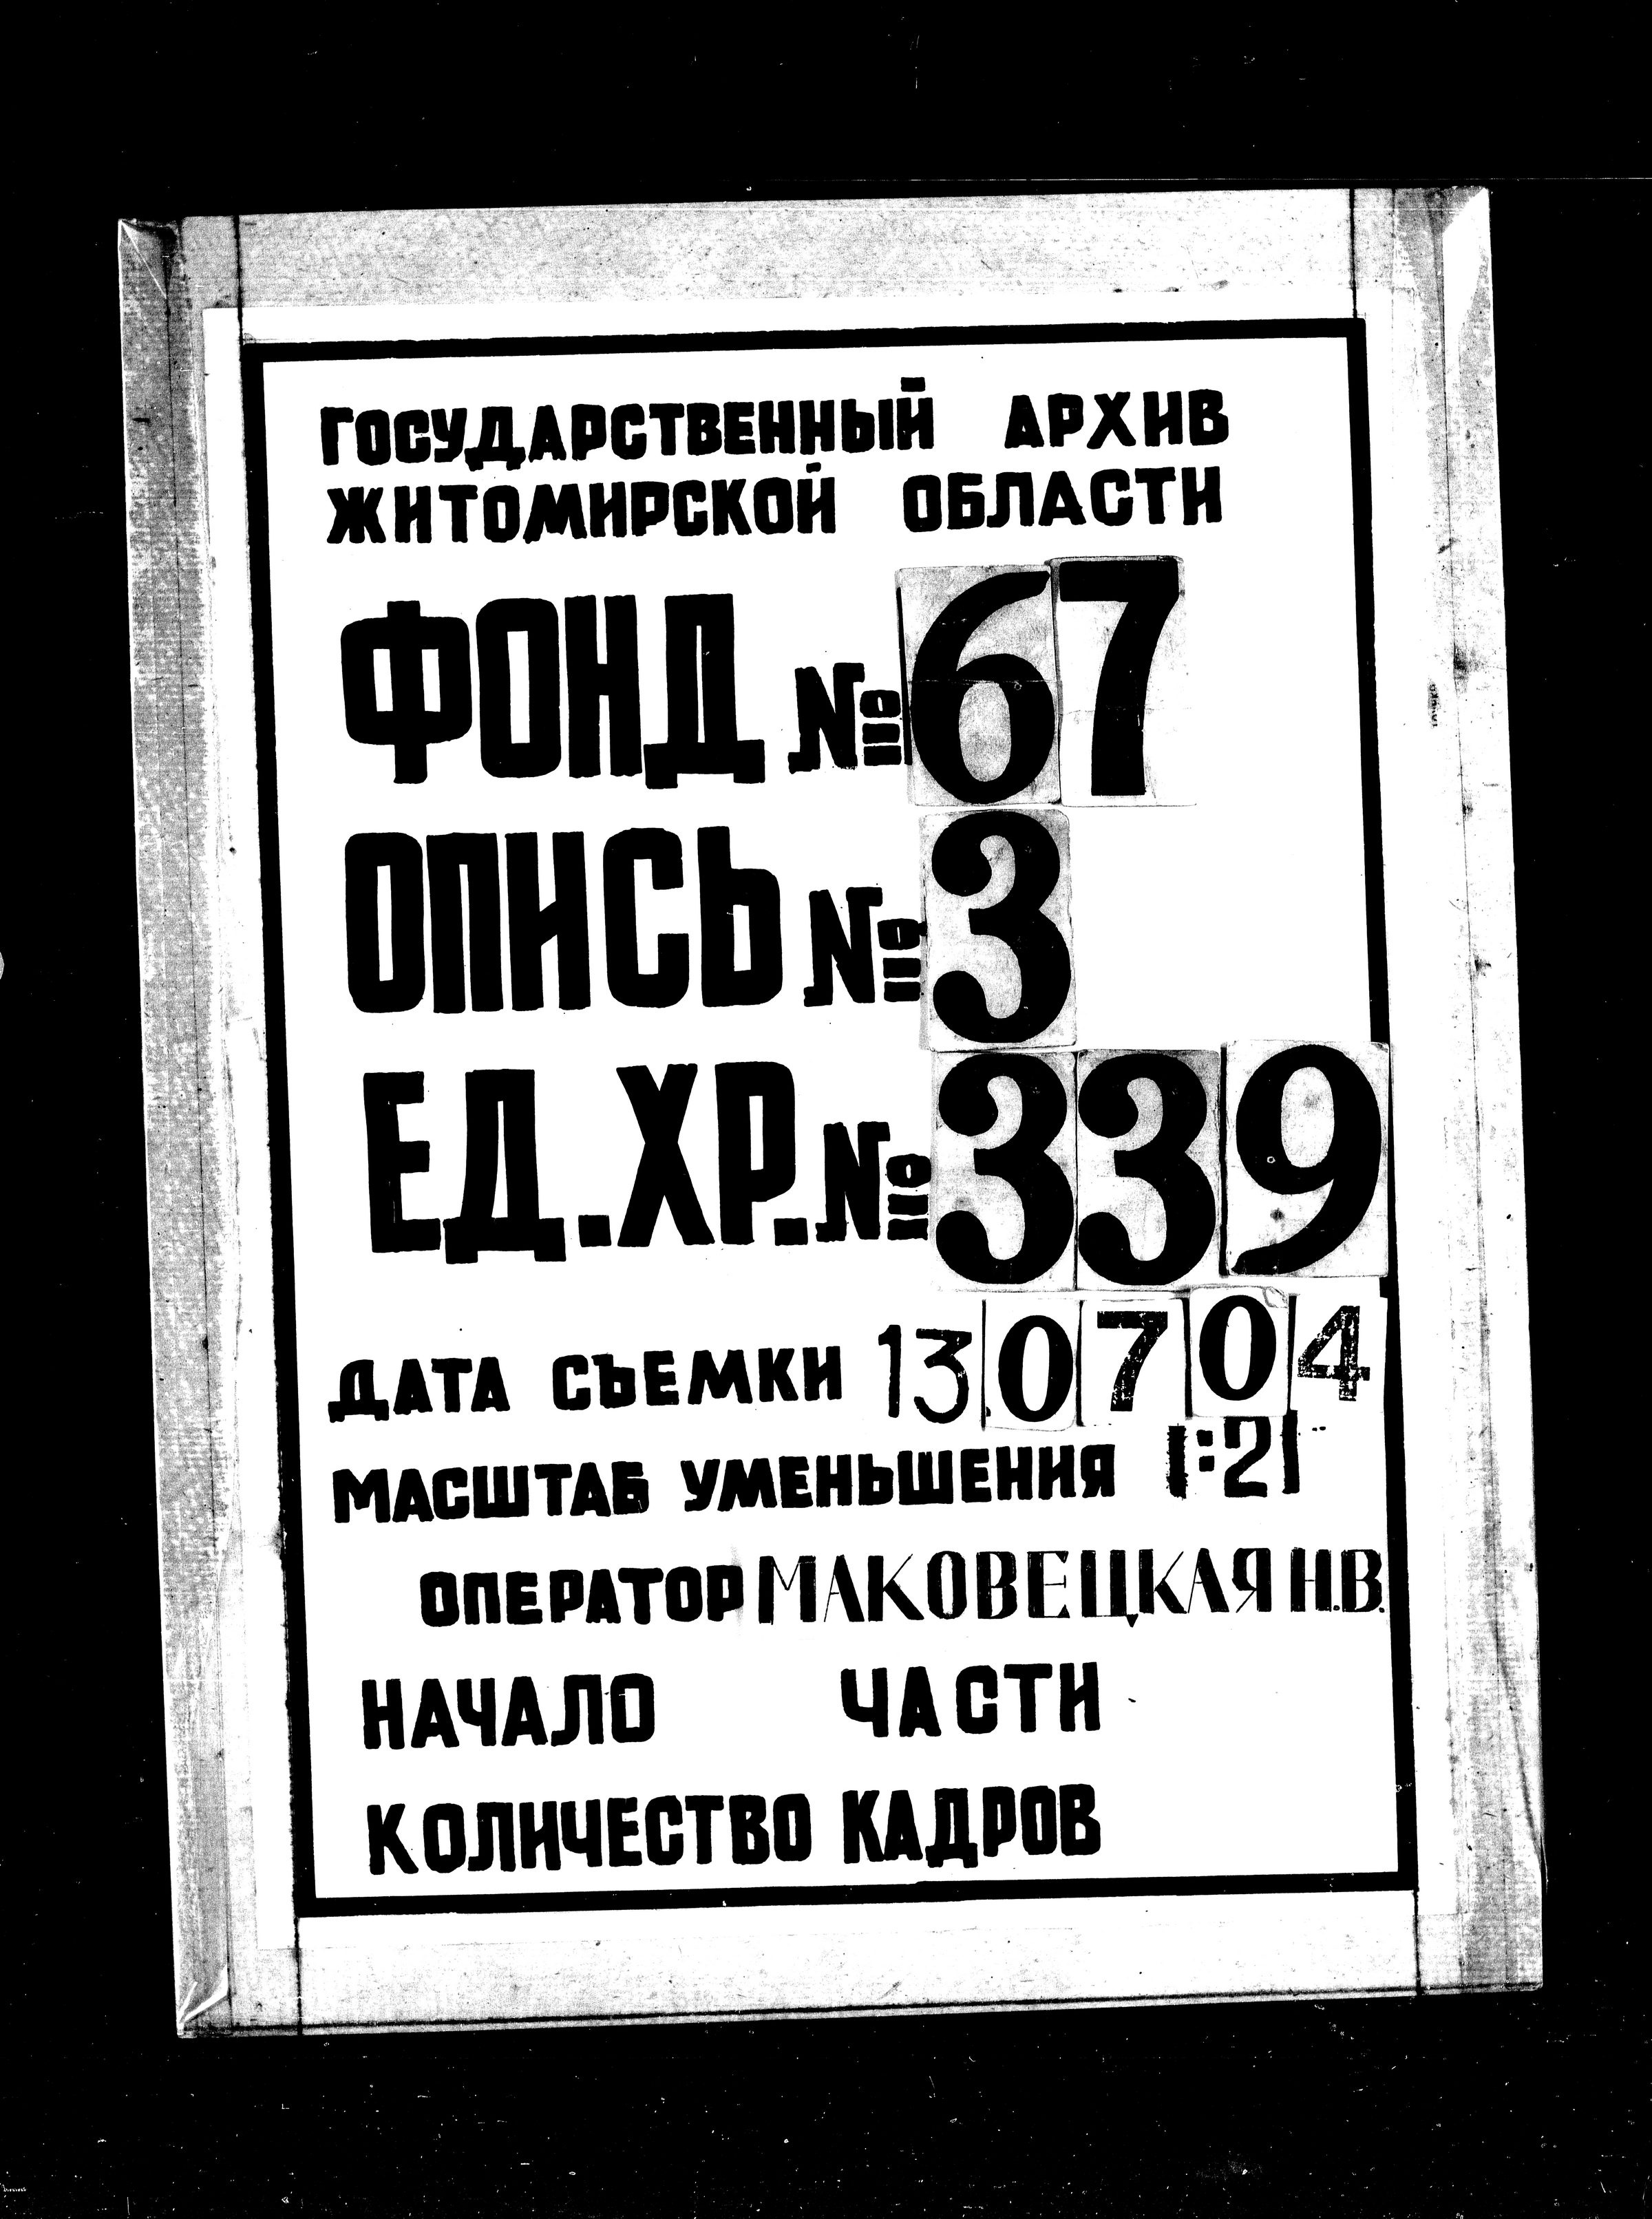 ГОСУДАРСТВЕННЫЙ АРХИВ
ЖИТОМИРСКОЙ ОБЛАСТИ
ФОНД № 67
ОПИСЬ № 3
ЕД.ХР.№ 339
ДАТА СЪЕМКИ 13.07 04
МАСШТАБ УМЕНЬШЕНИЯ 1:21
ОПЕРАТОР МАКОВЕЦКАЯ Н.В.
НАЧАЛО ЧАСТИ
КОЛИЧЕСТВО КАДРОВ